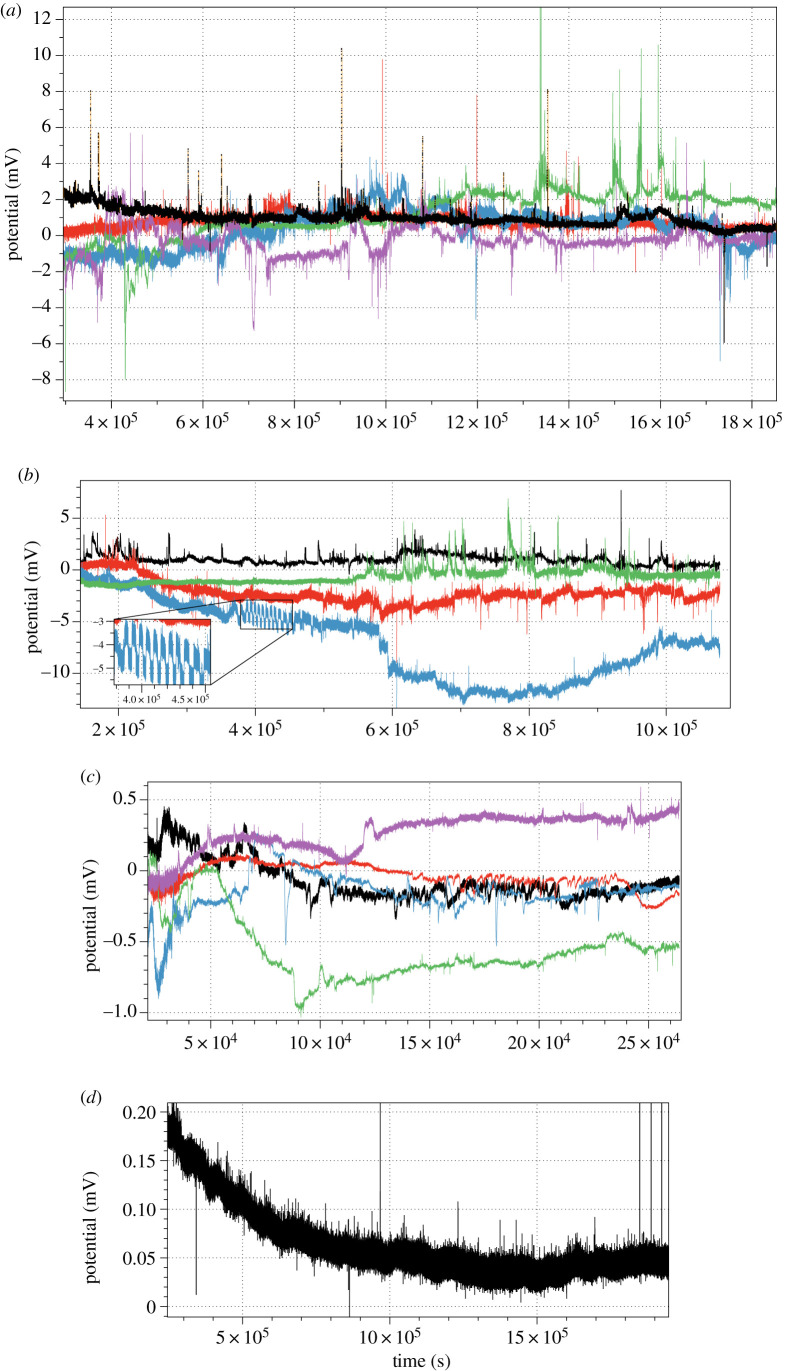 (a)
12
10
8
6
4
2
0
–2
–4
–6
–8
potential (mV)
4 × 10⁵ 6 × 10⁵ 8 × 10⁵ 10 × 10⁵ 12 × 10⁵ 14 × 10⁵ 16 × 10⁵ 18 × 10⁵
(b)
5
0
–5
–10
potential (mV)
–3
–4
–5
4.0 × 10⁵ 4.5 × 10⁵
2 × 10⁵ 4 × 10⁵ 6 × 10⁵ 8 × 10⁵ 10 × 10⁵
(c)
0.5
0
–0.5
–1.0
potential (mV)
5 × 10⁴ 10 × 10⁴ 15 × 10⁴ 20 × 10⁴ 25 × 10⁴
(d)
0.20
0.15
0.10
0.05
0
potential (mV)
5 × 10⁵ 10 × 10⁵ 15 × 10⁵
time (s)